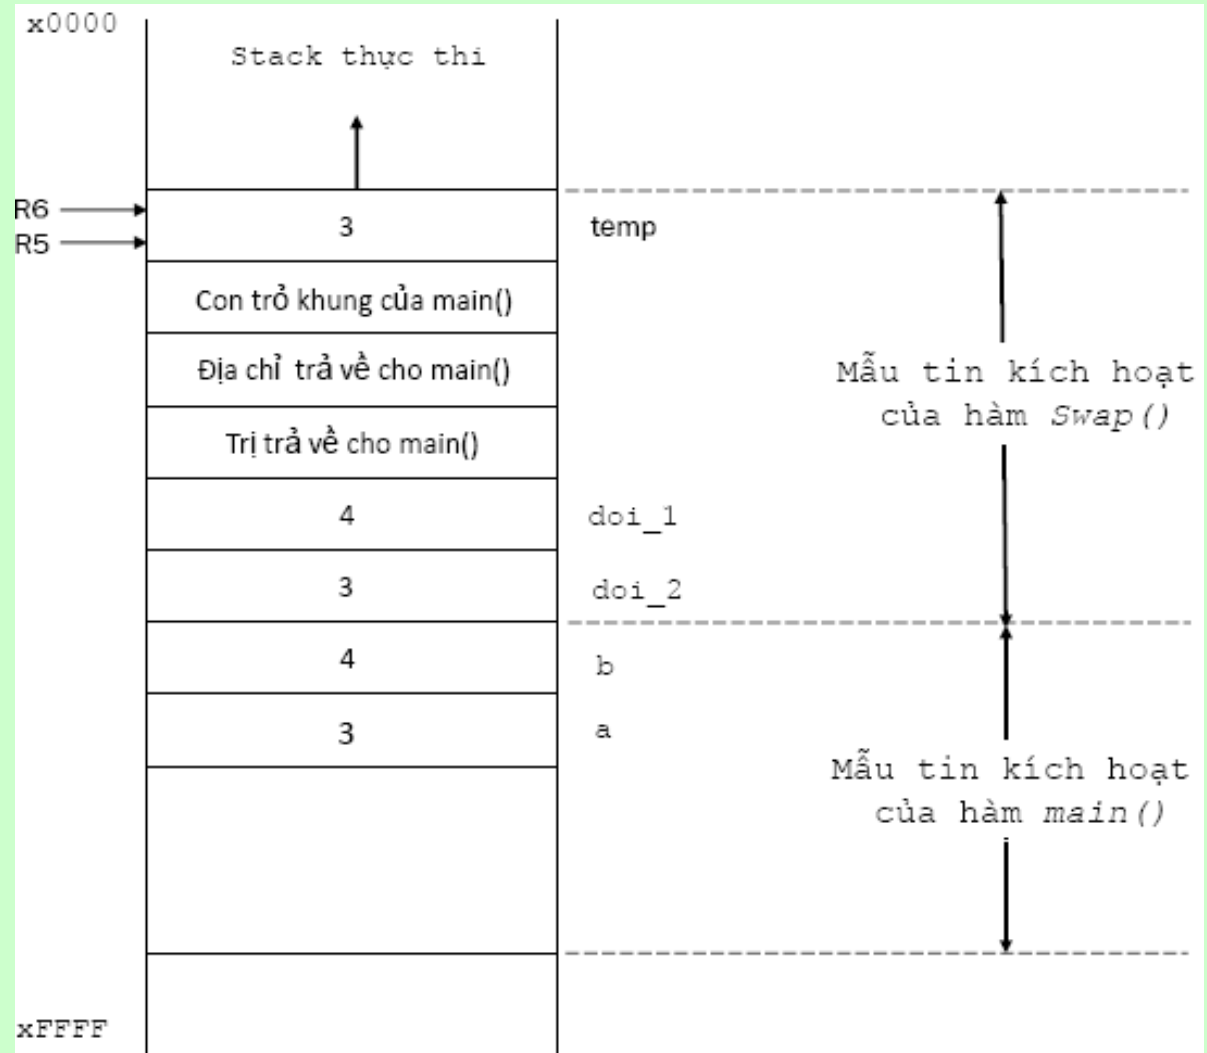 x0000
Stack thực thi
R6
3
temp
R5
Con trỏ khung của main()
Địa chỉ trả về cho main()
Mẫu tin kích hoạt
của hàm Swap()
Trị trả về cho main()
4
doi_1
3
doi_2
4
b
3
a
Mẫu tin kích hoạt
của hàm main()
xFFFF